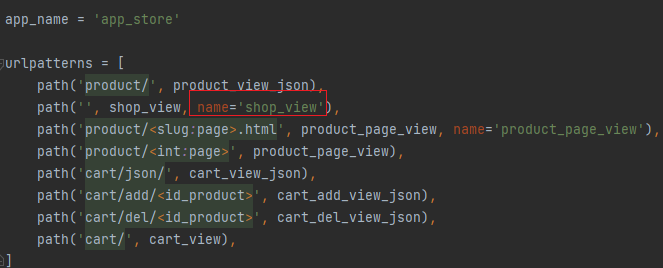 app_name = 'app_store'
urlpatterns = [
path('product/', product_view_json),
path('', shop_view, name='shop_view'),
path('product/<slug:page>.html', product_page_view, name='product_page_view'),
path('product/<int:page>', product_page_view),
path('cart/json/', cart_view_json),
path('cart/add/<id_product>', cart_add_view_json),
path('cart/del/<id_product>', cart_del_view_json),
path('cart/', cart_view),
]